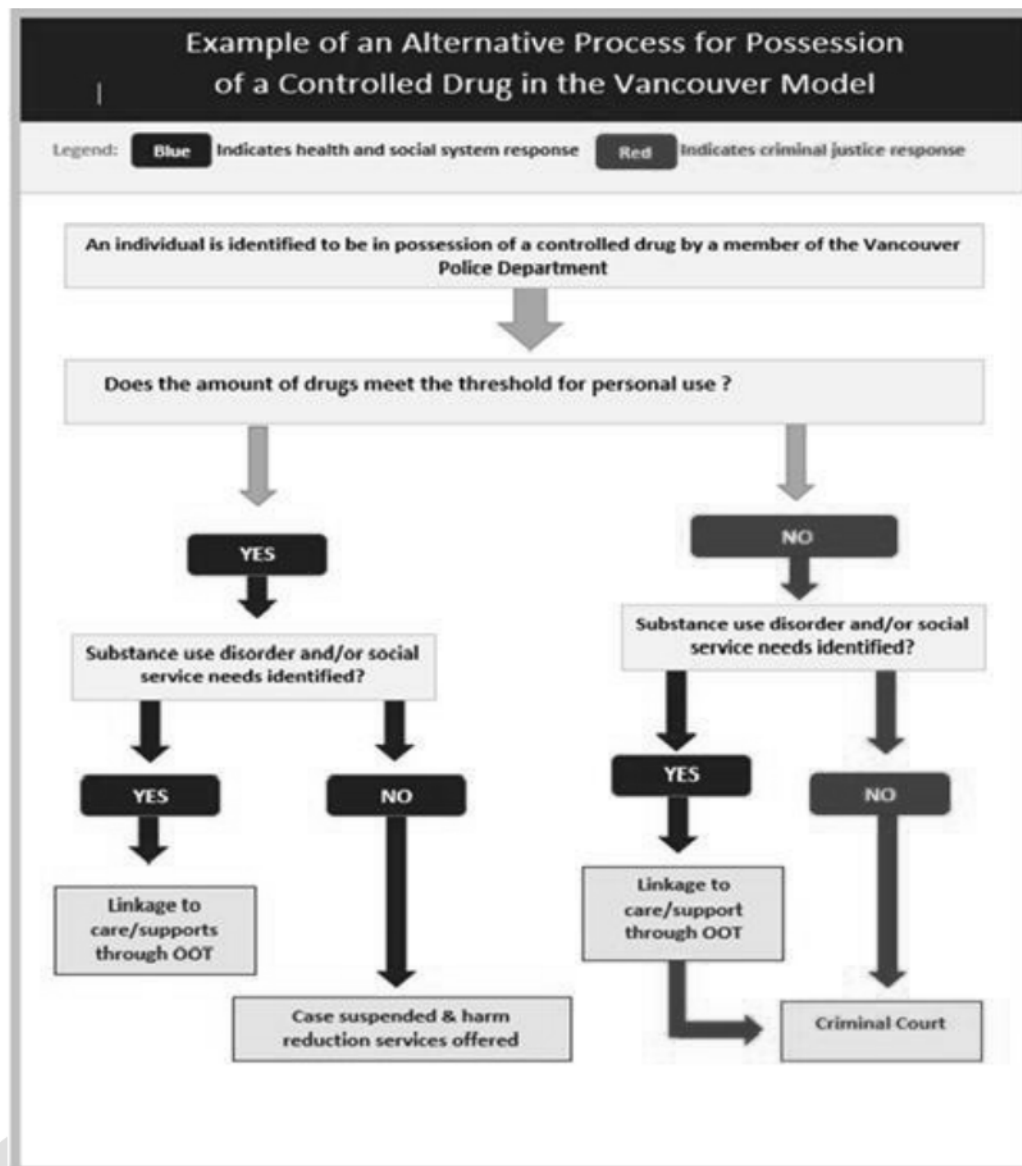 Example of an Alternative Process for Possession
of a Controlled Drug in the Vancouver Model
Legend: Blue Indicates health and social system response Red Indicates criminal justice response
An individual is identified to be in possession of a controlled drug by a member of the Vancouver
Police Department
Does the amount of drugs meet the threshold for personal use ?
YES
NO
Substance use disorder and/or social
service needs identified?
Substance use disorder and/or social
service needs identified?
YES
NO
YES
NO
Linkage to
care/supports
through OOT
Linkage to
care/support
through OOT
Case suspended & harm
reduction services offered
Criminal Court